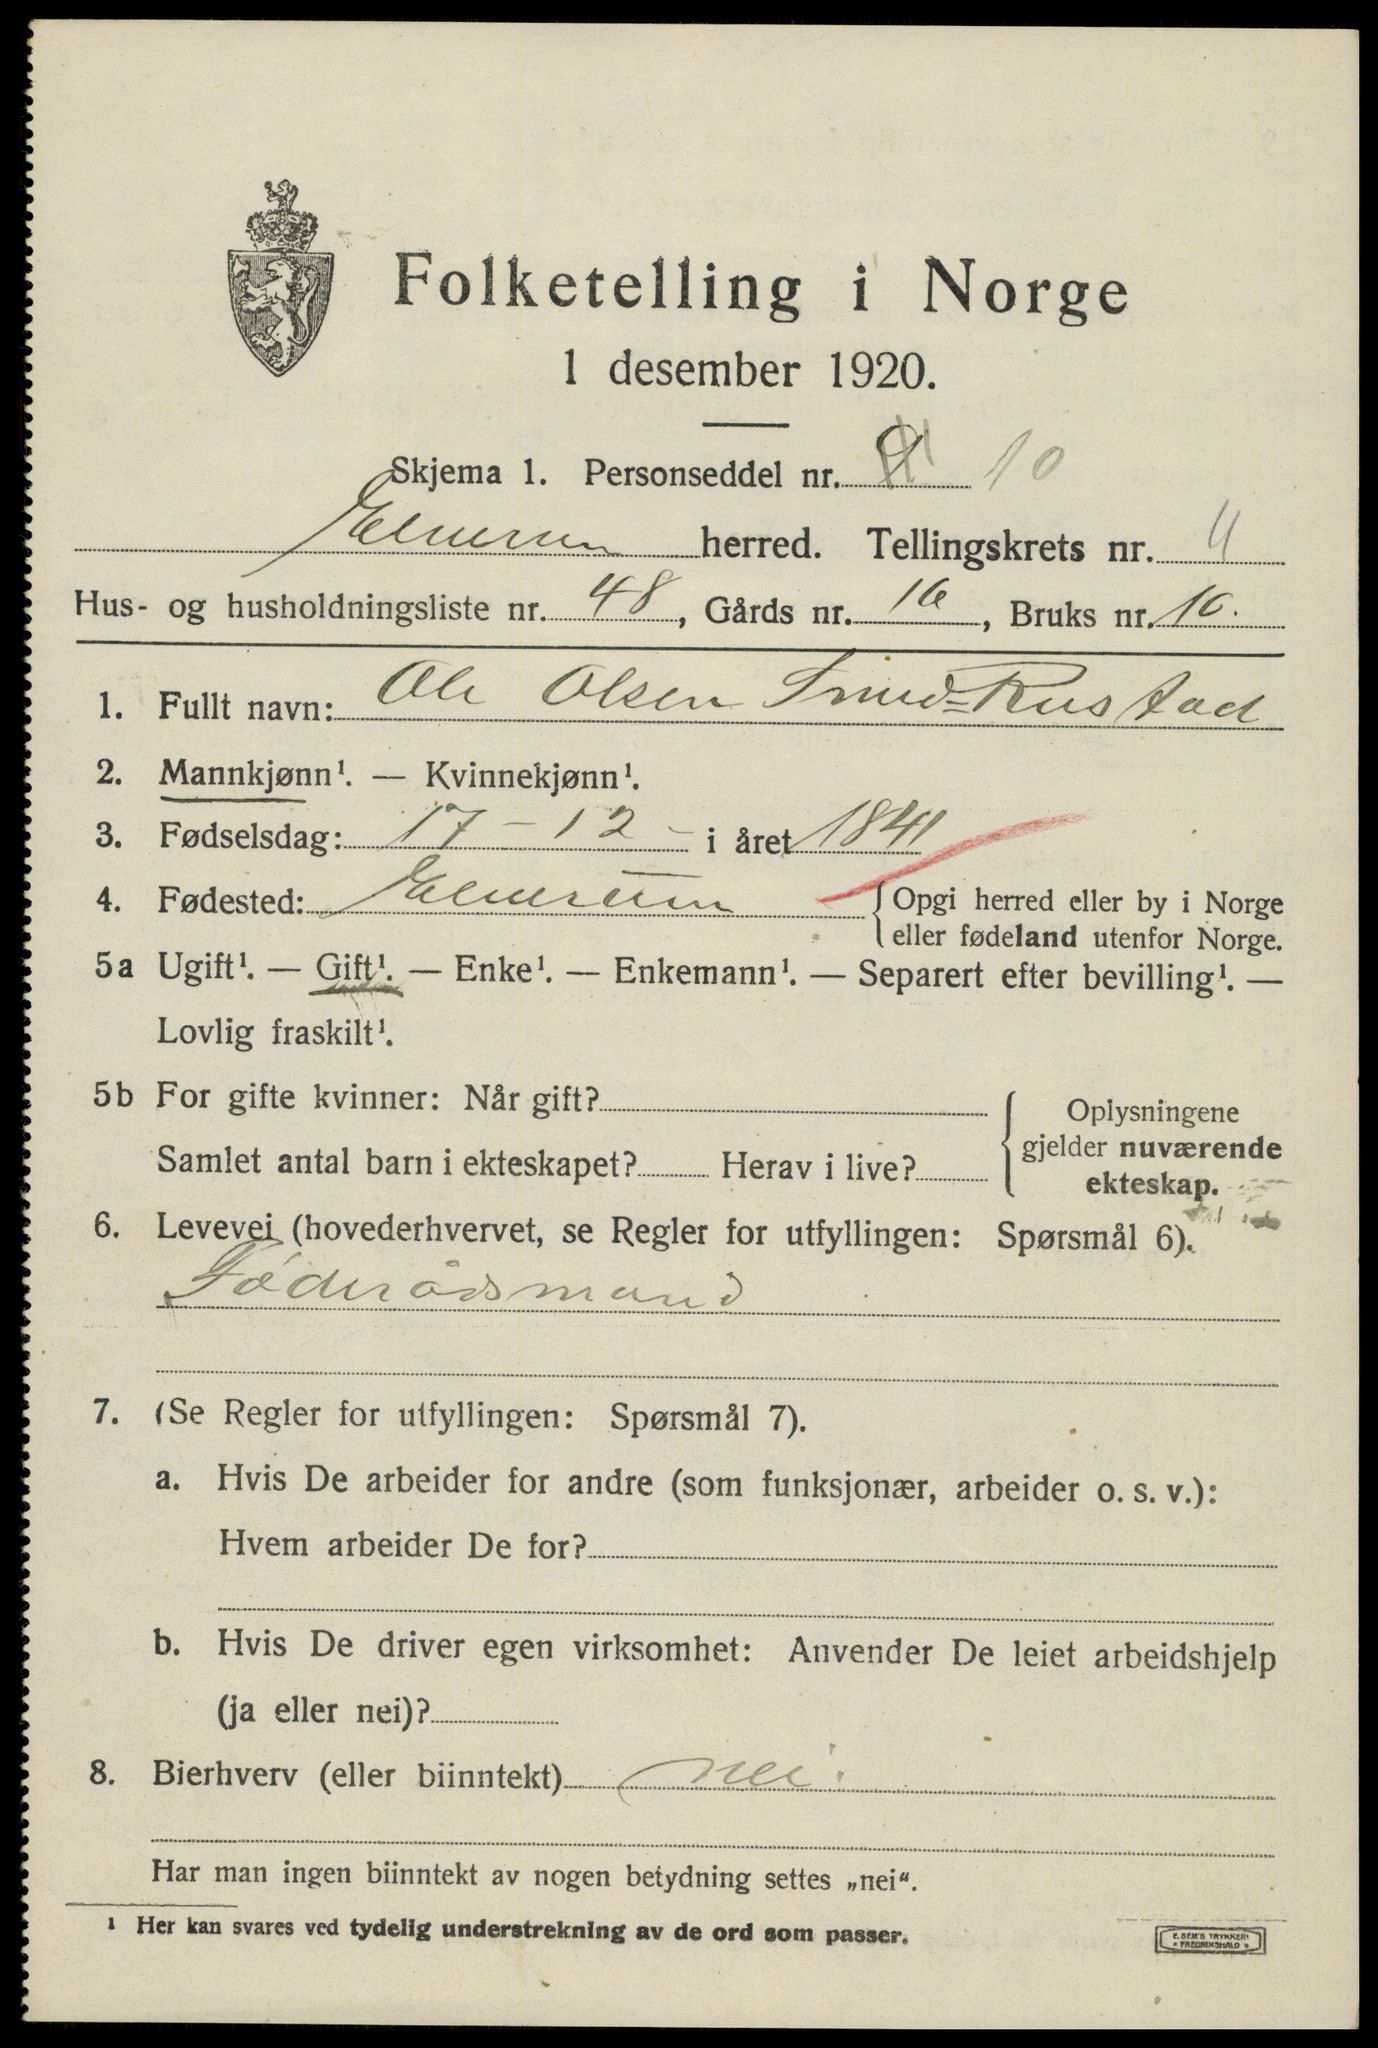 Folketelling i Norge
1 desember 1920.
Skjema 1. Personseddel nr. 10
Elverum herred. Tellingskrets nr. 4
Hus- og husholdningsliste nr. 48, Gårds nr. 16, Bruks nr. 10.
1. Fullt navn: Ole Olsen Smed=Rustad
2. Mannkjønn¹. — Kvinnekjønn¹.
3. Fødselsdag: 17 - 12 - i året 1841
4. Fødested: Elverum {Opgi herred eller by i Norge
eller fødeland utenfor Norge.
5a Ugift¹. — Gift¹. — Enke¹. — Enkemann¹. — Separert efter bevilling¹. —
Lovlig fraskilt¹.
5b For gifte kvinner: Når gift?
Samlet antal barn i ekteskapet? Herav i live?
Oplysningene
gjelder nuværende
ekteskap.
6. Levevei (hovederhvervet, se Regler for utfyllingen: Spørsmål 6).
Föderådsmand
7. (Se Regler for utfyllingen: Spørsmål 7).
a. Hvis De arbeider for andre (som funksjonær, arbeider o. s. v.):
Hvem arbeider De for?
b. Hvis De driver egen virksomhet: Anvender De leiet arbeidshjelp
(ja eller nei)?
8. Bierhverv (eller biinntekt) nei.
Har man ingen biinntekt av nogen betydning settes „nei“.
¹ Her kan svares ved tydelig understrekning av de ord som passer.
E. SEM'S TRYKKERI
FREDRIKSHALD